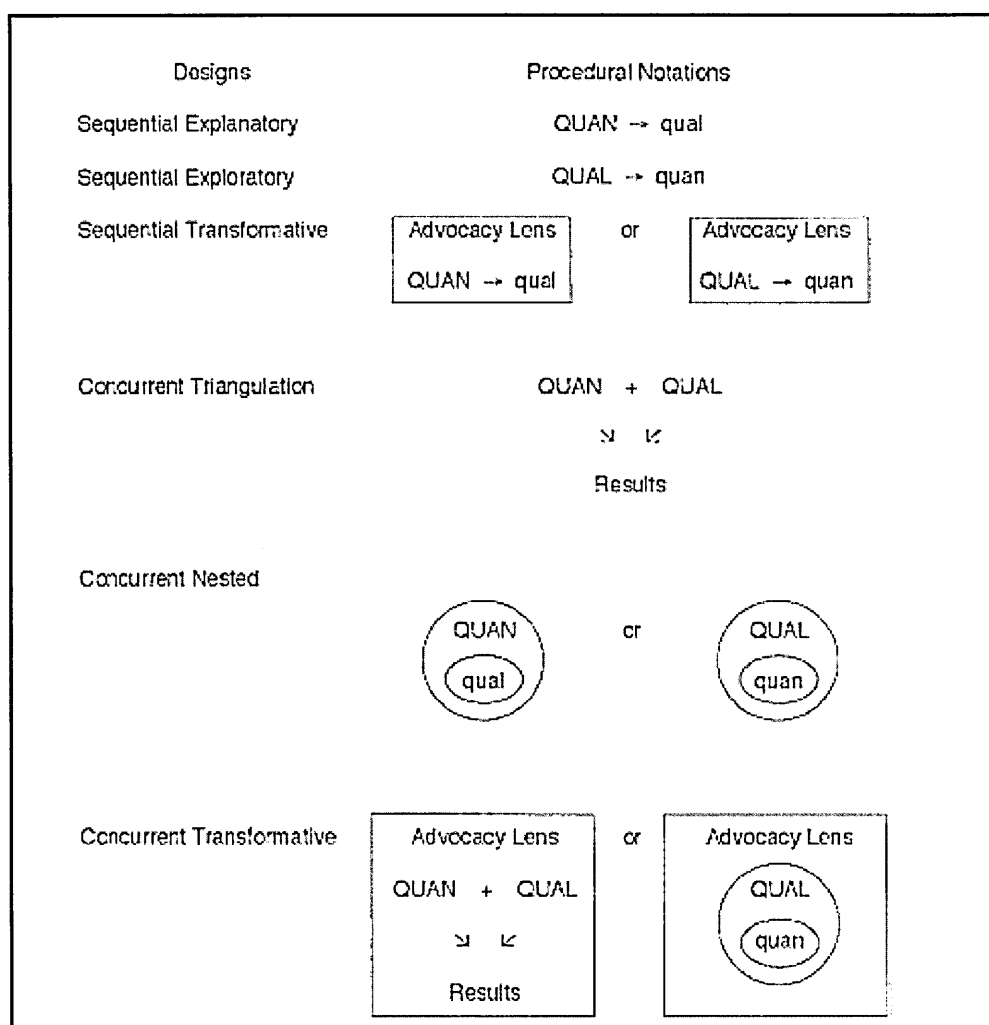 Designs Procedural Notations
Sequential Explanatory QUAN → qual
Sequential Exploratory QUAL → quan
Sequential Transformative Advocacy Lens or Advocacy Lens
QUAN → qual QUAL → quan
Concurrent Triangulation QUAN + QUAL
↘ ↙
Results
Concurrent Nested
QUAN or QUAL
qual quan
Concurrent Transformative Advocacy Lens or Advocacy Lens
QUAN + QUAL QUAL
↘ ↙ quan
Results